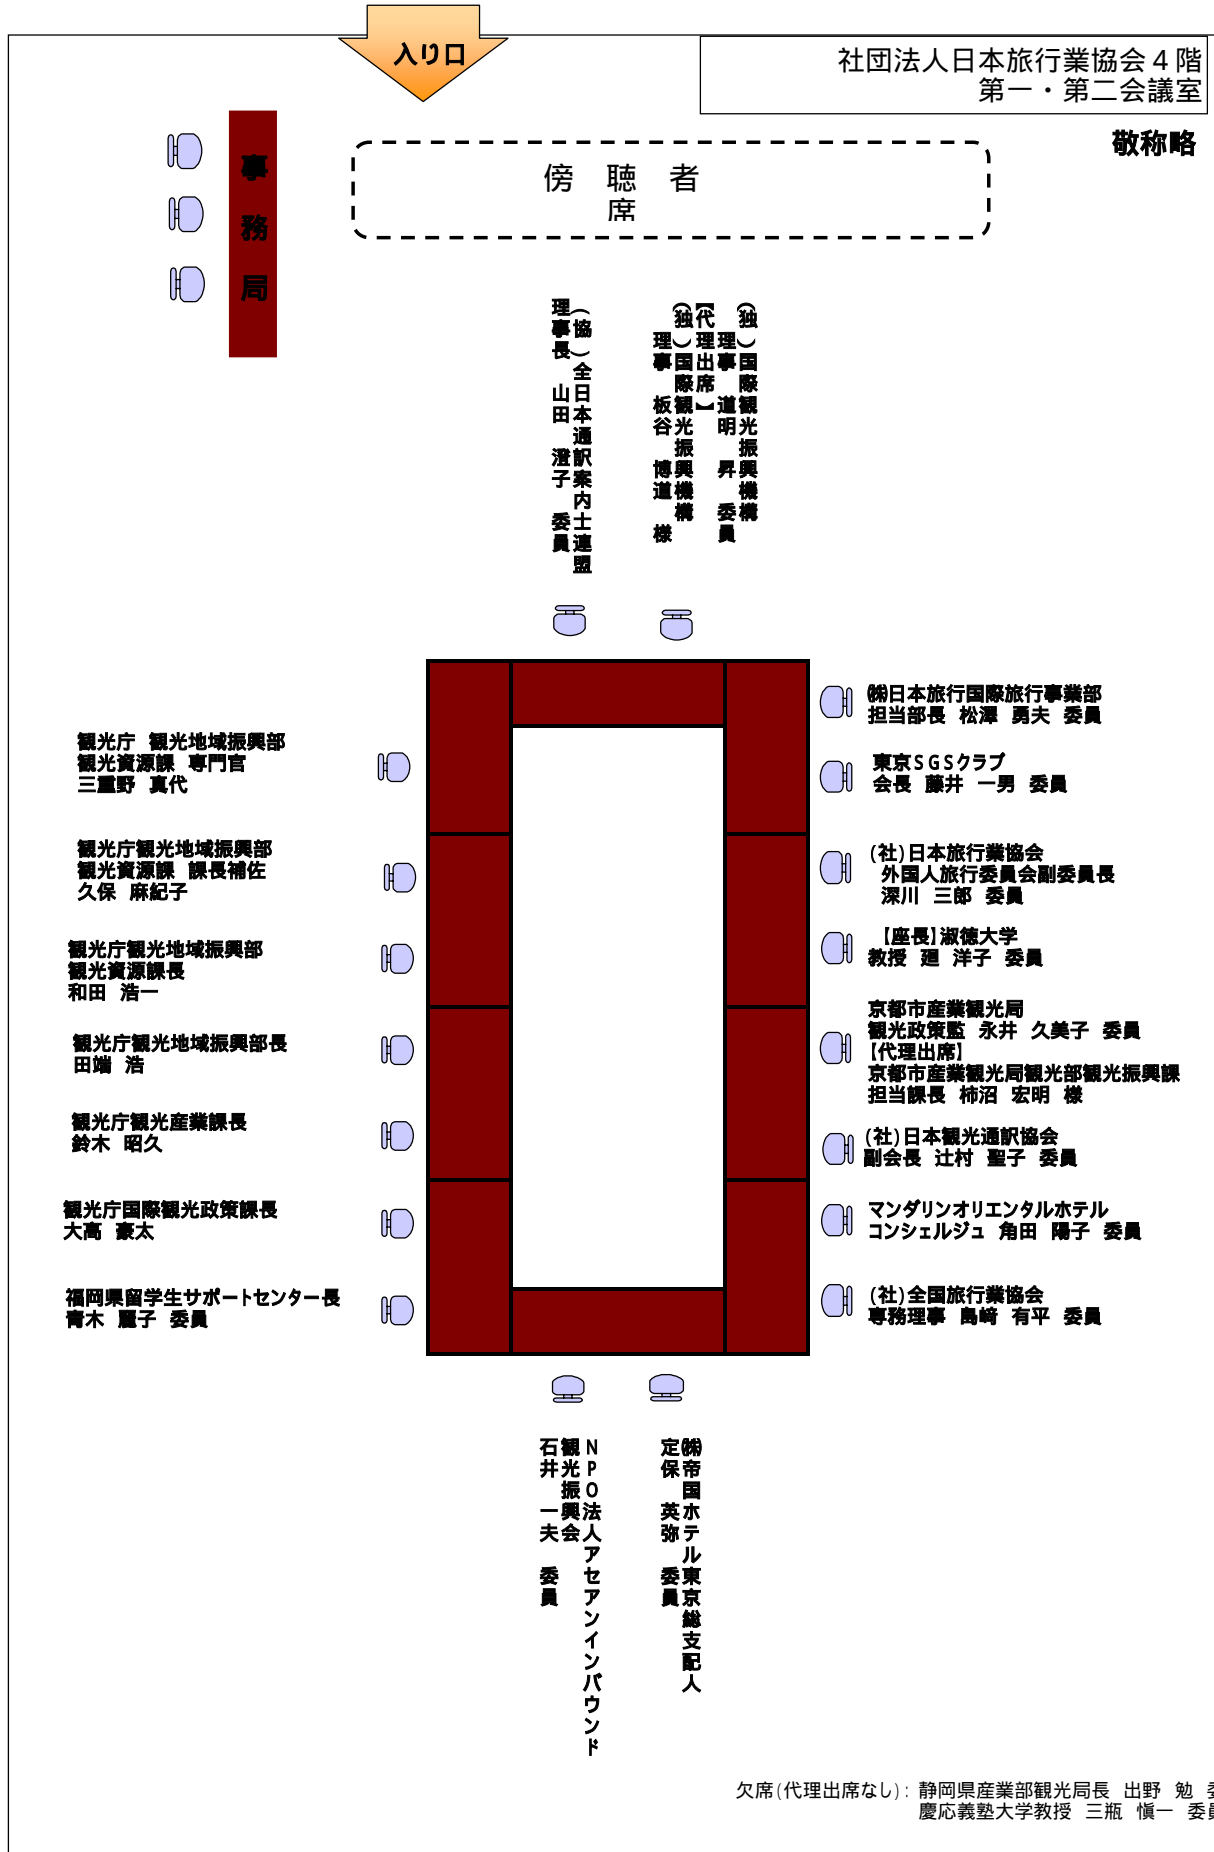 入り口
社団法人日本旅行業協会４階
第一・第二会議室
敬称略
事務局
傍　聴　者
席
（協）全日本通訳案内士連盟
理事長　山田　澄子　委員
（独）国際観光振興機構
理事　道明　昇　委員
【代理出席】
（独）国際観光振興機構
理事　板谷　博道　様
観光庁 観光地域振興部
観光資源課 専門官
三重野 真代
観光庁観光地域振興部
観光資源課 課長補佐
久保 麻紀子
観光庁観光地域振興部
観光資源課長
和田 浩一
観光庁観光地域振興部長
田端 浩
観光庁観光産業課長
鈴木 昭久
観光庁国際観光政策課長
大高 豪太
福岡県留学生サポートセンター長
青木 麗子 委員
㈱日本旅行国際旅行事業部
担当部長 松澤 勇夫 委員
東京ＳＧＳクラブ
会長 藤井 一男 委員
(社)日本旅行業協会
外国人旅行委員会副委員長
深川 三郎 委員
【座長】淑徳大学
教授 廻 洋子 委員
京都市産業観光局
観光政策監 永井 久美子 委員
【代理出席】
京都市産業観光局観光部観光振興課
担当課長 柿沼 宏明 様
(社)日本観光通訳協会
副会長 辻村 聖子 委員
マンダリンオリエンタルホテル
コンシェルジュ 角田 陽子 委員
(社)全国旅行業協会
専務理事 島﨑 有平 委員
ＮＰＯ法人アセアンインバウンド
観光振興会
石井　一夫　委員
㈱帝国ホテル東京総支配人
定保　英弥　委員
欠席(代理出席なし)：静岡県産業部観光局長 出野 勉 委
慶応義塾大学教授 三瓶 愼一 委員